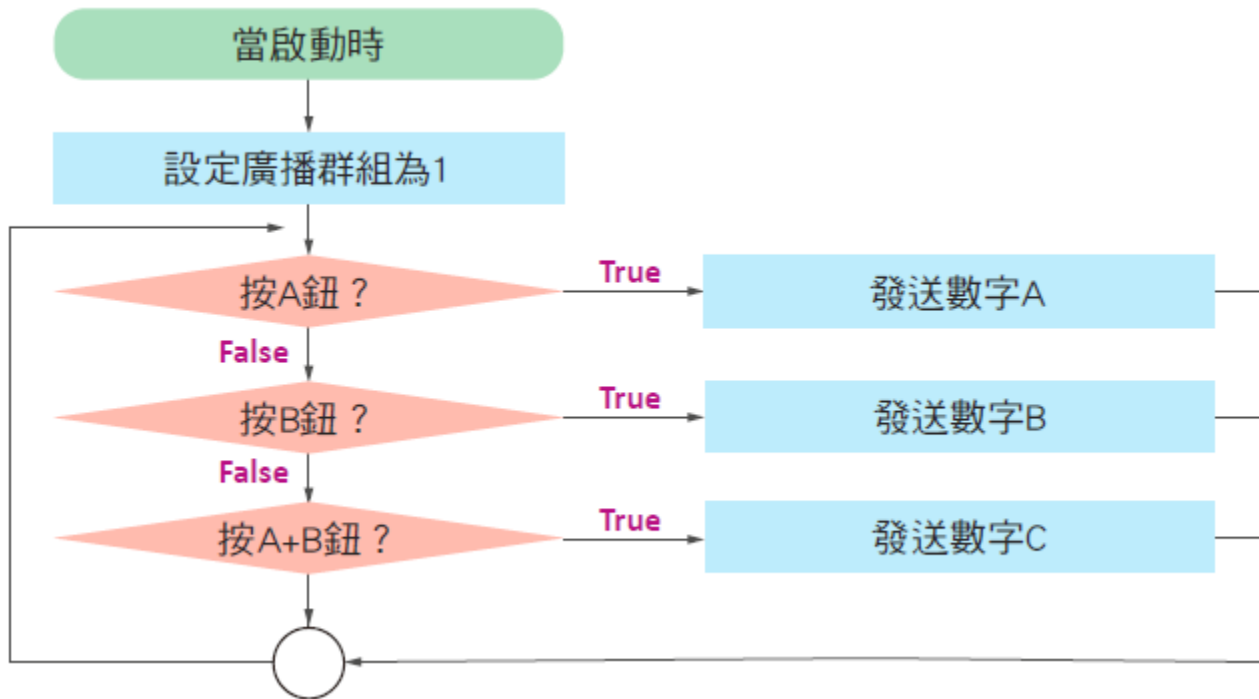 當啟動時
設定廣播群組為1
按A鈕？
True
發送數字A
False
按B鈕？
True
發送數字B
False
按A+B鈕？
True
發送數字C